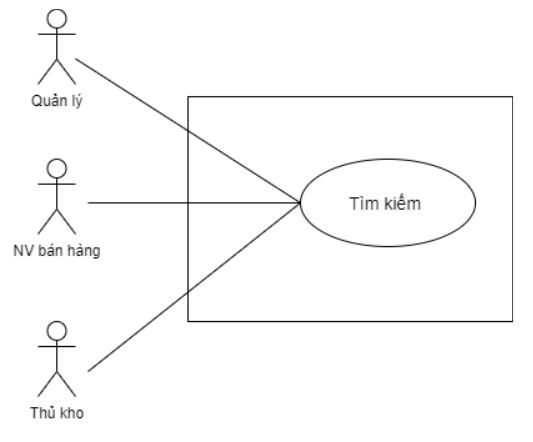 Quản lý
Tìm kiếm
NV bán hàng
Thủ kho